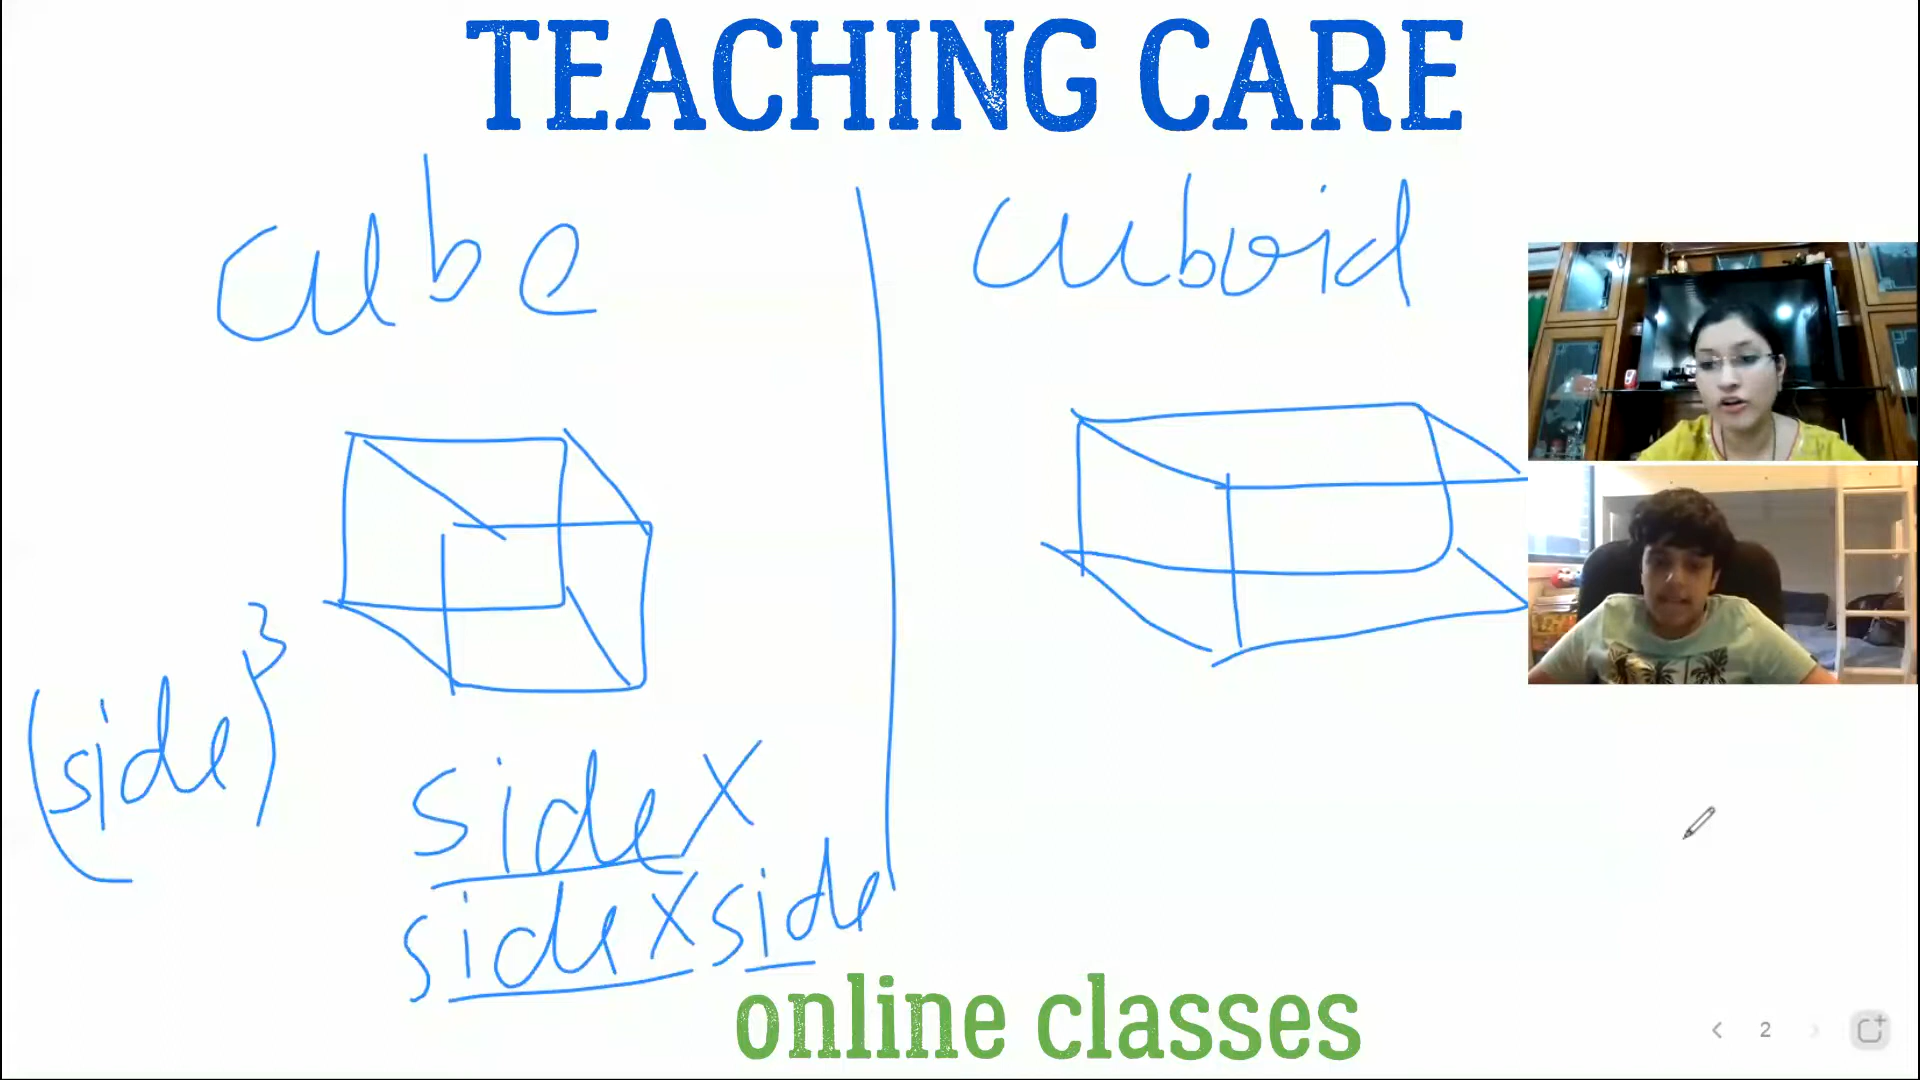 TEACHING CARE
cube
cuboid
(side)³
side X
side X side
online classes
2